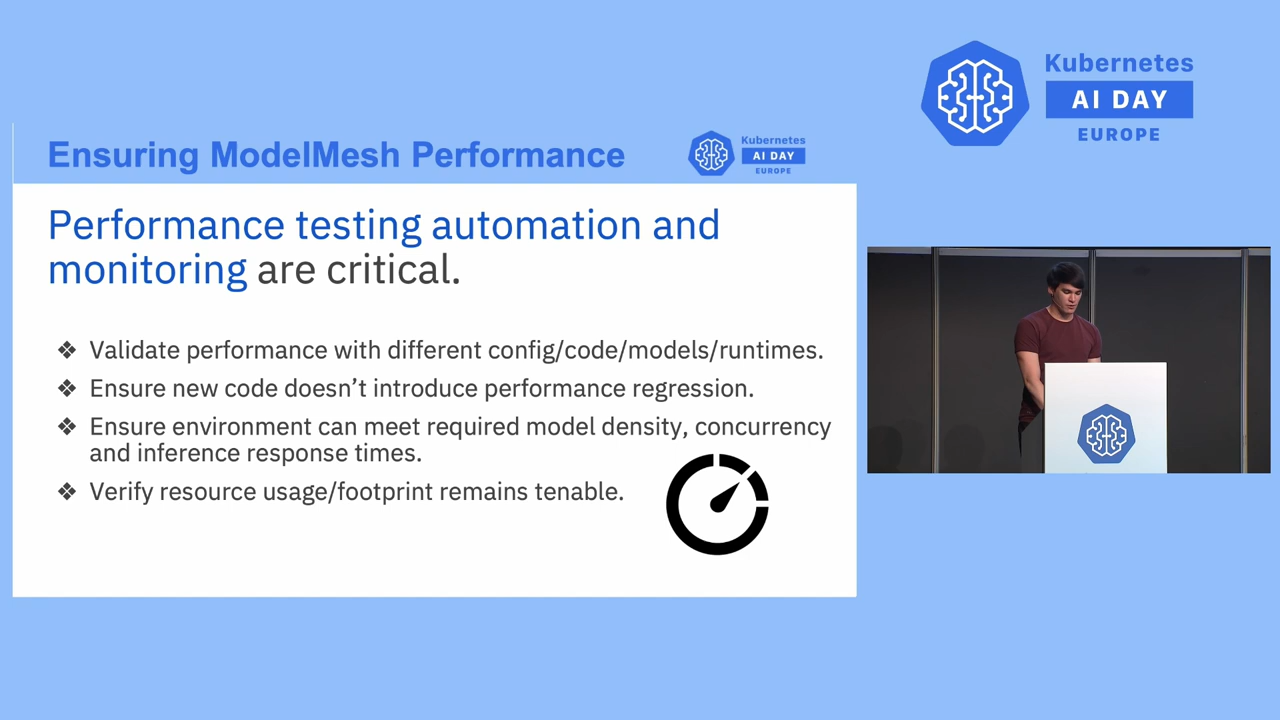 Kubernetes
AI DAY
EUROPE
Ensuring ModelMesh Performance
Kubernetes
AI DAY
EUROPE
Performance testing automation and
monitoring are critical.
❖ Validate performance with different config/code/models/runtimes.
❖ Ensure new code doesn’t introduce performance regression.
❖ Ensure environment can meet required model density, concurrency
and inference response times.
❖ Verify resource usage/footprint remains tenable.